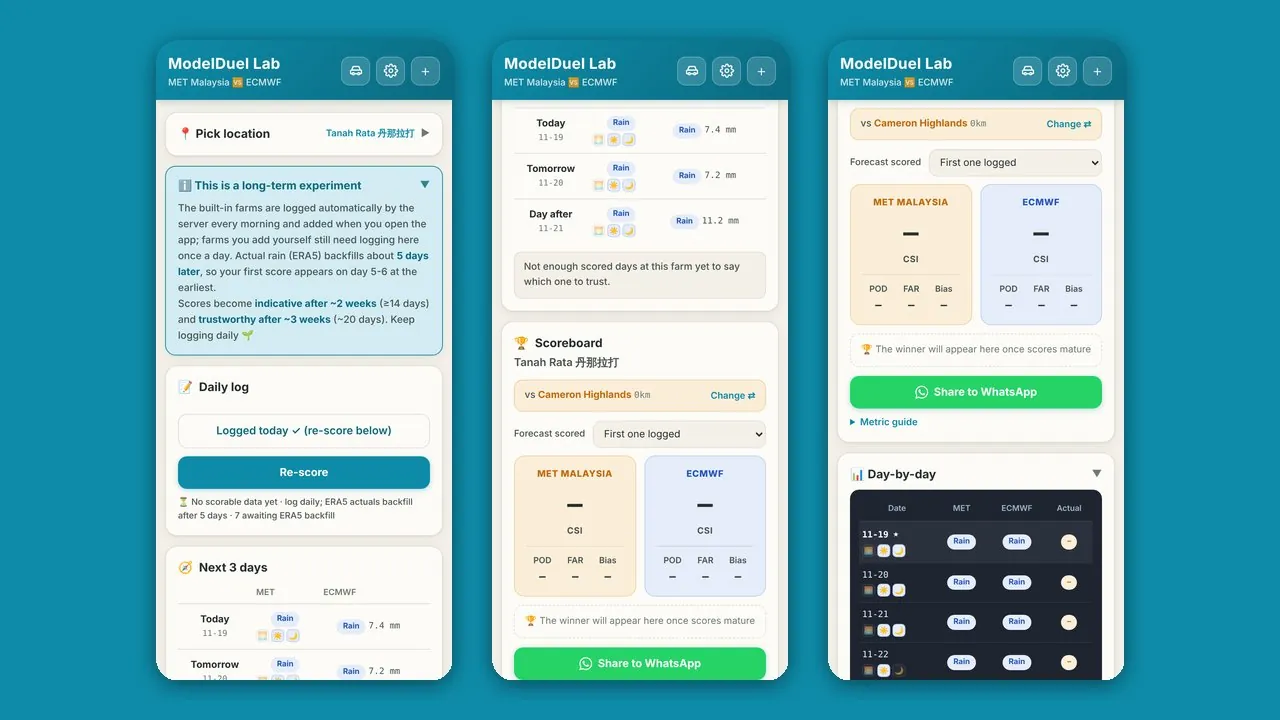 ModelDuel Lab
MET Malaysia 🆚 ECMWF
📍 Pick location Tanah Rata 丹那拉打 ▶
ℹ️ This is a long-term experiment ▼
The built-in farms are logged automatically by the
server every morning and added when you open the
app; farms you add yourself still need logging here
once a day. Actual rain (ERA5) backfills about 5 days
later, so your first score appears on day 5-6 at the
earliest.
Scores become indicative after ~2 weeks (≥14 days)
and trustworthy after ~3 weeks (~20 days). Keep
logging daily 🌱
📝 Daily log
Logged today ✓ (re-score below)
Re-score
⏳ No scorable data yet · log daily; ERA5 actuals backfill
after 5 days · 7 awaiting ERA5 backfill
🧭 Next 3 days
MET ECMWF
Today Rain
11-19 Rain 7.4 mm
Tomorrow Rain
11-20 Rain 7.2 mm
ModelDuel Lab
MET Malaysia 🆚 ECMWF
Today Rain
11-19 Rain 7.4 mm
Tomorrow Rain
11-20 Rain 7.2 mm
Day after Rain
11-21 Rain 11.2 mm
Not enough scored days at this farm yet to say
which one to trust.
🏆 Scoreboard
Tanah Rata 丹那拉打
vs Cameron Highlands 0km Change ⇄
Forecast scored First one logged
MET MALAYSIA ECMWF
— —
CSI CSI
POD FAR Bias POD FAR Bias
– – – – – –
🏆 The winner will appear here once scores mature
Share to WhatsApp
ModelDuel Lab
MET Malaysia 🆚 ECMWF
vs Cameron Highlands 0km Change ⇄
Forecast scored First one logged
MET MALAYSIA ECMWF
— —
CSI CSI
POD FAR Bias POD FAR Bias
– – – – – –
🏆 The winner will appear here once scores mature
Share to WhatsApp
▶ Metric guide
📊 Day-by-day ▼
Date MET ECMWF Actual
11-19 ★ Rain Rain –
11-20 Rain Rain –
11-21 Rain Rain –
11-22 Rain Rain –